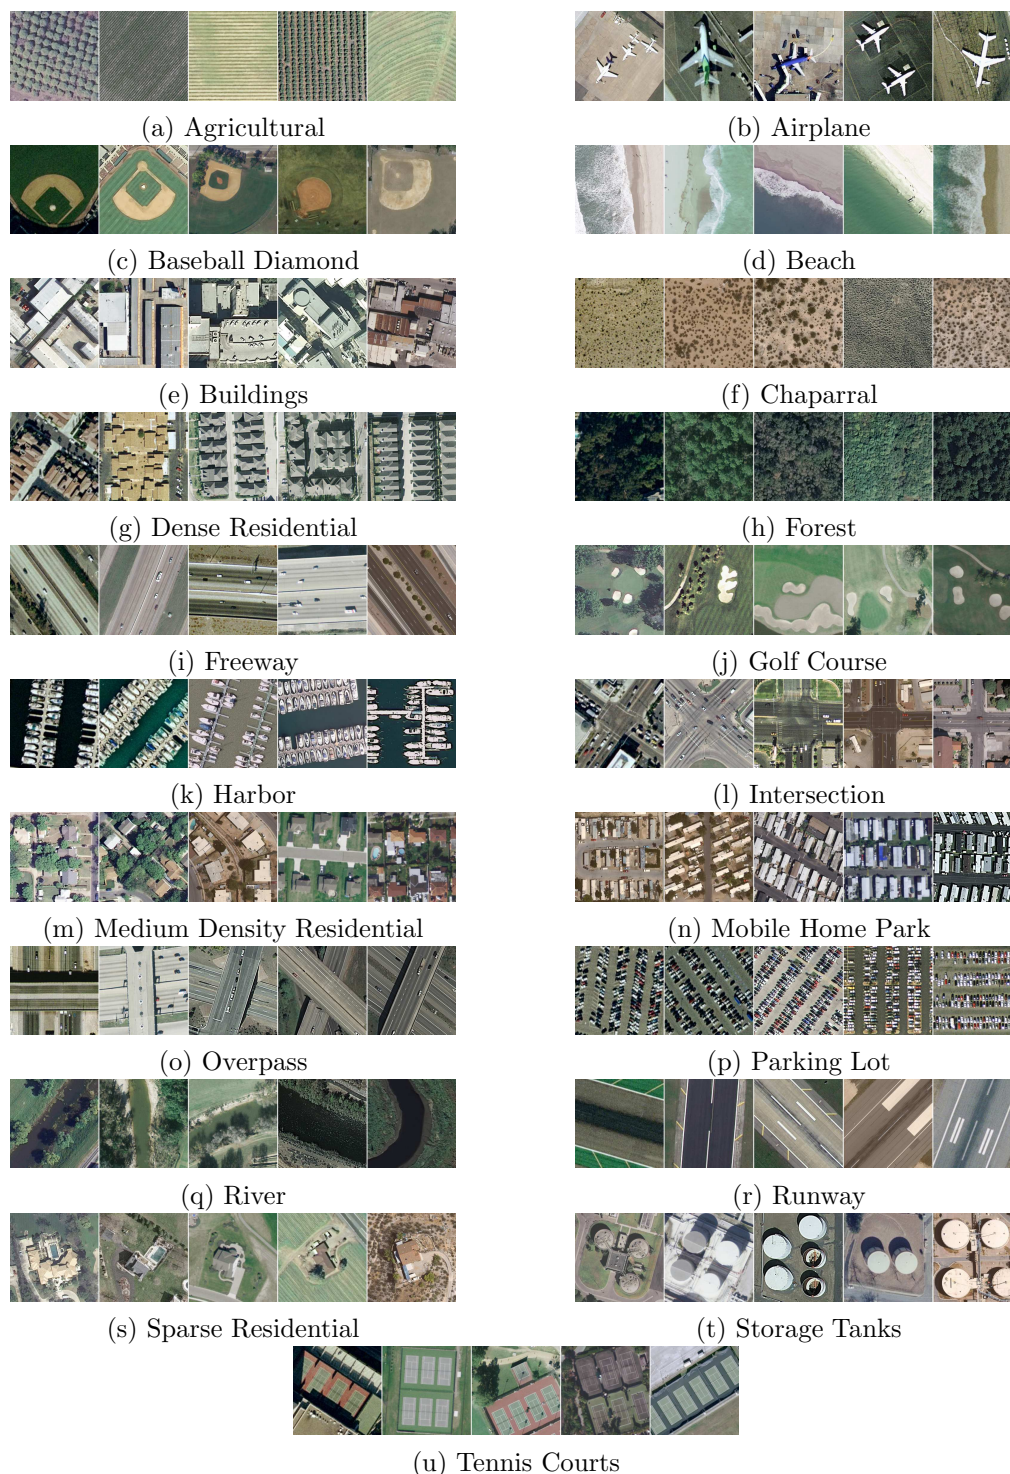 (a) Agricultural
(b) Airplane
(c) Baseball Diamond
(d) Beach
(e) Buildings
(f) Chaparral
(g) Dense Residential
(h) Forest
(i) Freeway
(j) Golf Course
(k) Harbor
(l) Intersection
(m) Medium Density Residential
(n) Mobile Home Park
(o) Overpass
(p) Parking Lot
(q) River
(r) Runway
(s) Sparse Residential
(t) Storage Tanks
(u) Tennis Courts